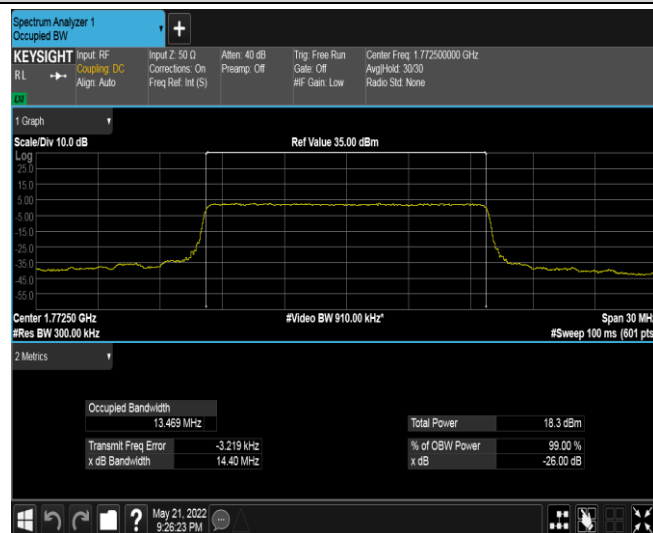 Spectrum Analyzer 1
Occupied BW
+
KEYSIGHT Input: RF Input Z: 50 Ω Atten: 40 dB Trig: Free Run Center Freq: 1.772500000 GHz
RL Coupling: DC Corrections: On Preamp: Off Gate: Off Avg|Hold: 30/30
Align: Auto Freq Ref: Int (S) #IF Gain: Low Radio Std: None
1 Graph
Scale/Div 10.0 dB Ref Value 35.00 dBm
Log
25.0
15.0
5.00
-5.00
-15.0
-25.0
-35.0
-45.0
-55.0
Center 1.77250 GHz #Video BW 910.00 kHz* Span 30 MHz
#Res BW 300.00 kHz #Sweep 100 ms (601 pts
2 Metrics
Occupied Bandwidth
13.469 MHz Total Power 18.3 dBm
Transmit Freq Error -3.219 kHz % of OBW Power 99.00 %
x dB Bandwidth 14.40 MHz x dB -26.00 dB
? May 21, 2022
9:26:23 PM